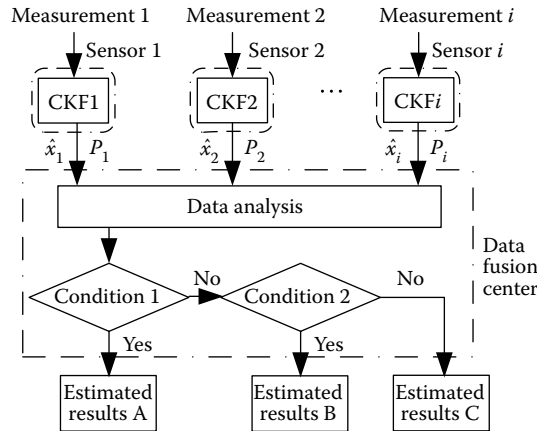 Measurement 1
Measurement 2
Measurement i
Sensor 1
Sensor 2
Sensor i
CKF1
CKF2
...
CKFi
x̂₁ P₁
x̂₂ P₂
x̂ᵢ Pᵢ
Data analysis
Data
fusion
center
Condition 1
No
Condition 2
No
Yes
Yes
Estimated
results A
Estimated
results B
Estimated
results C